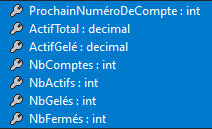 ProchainNuméroDeCompte : int
ActifTotal : decimal
ActifGelé : decimal
NbComptes : int
NbActifs : int
NbGelés : int
NbFermés : int